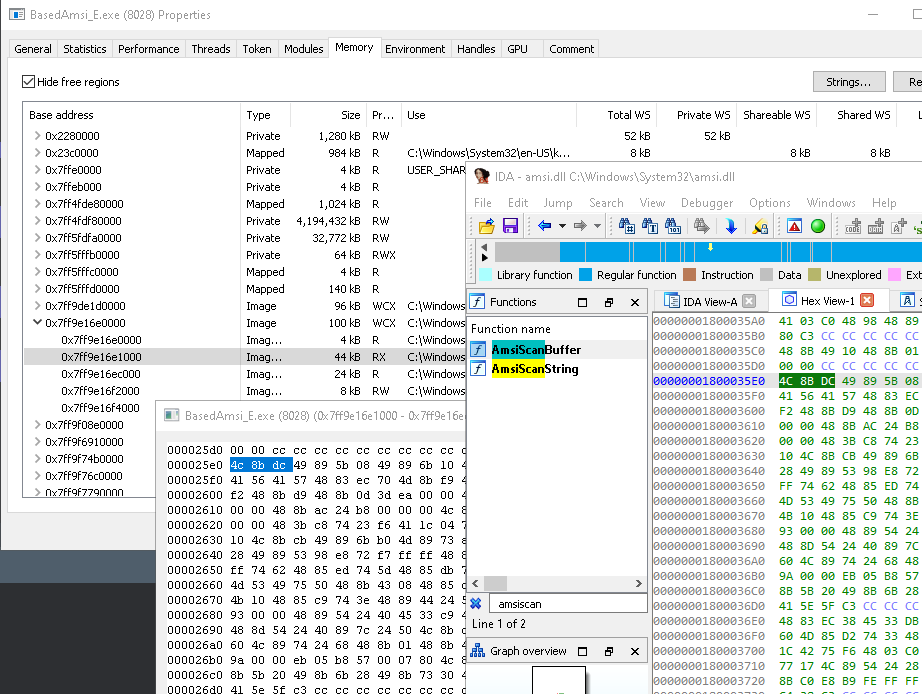 BasedAmsi_E.exe (8028) Properties
General Statistics Performance Threads Token Modules Memory Environment Handles GPU Comment
Hide free regions
Strings... Re
Base address Type Size Pr... Use Total WS Private WS Shareable WS Shared WS
0x2280000 Private 1,280 kB RW 52 kB 52 kB
0x23c0000 Mapped 984 kB R C:\Windows\System32\en-US\k... 8 kB 8 kB 8 kB
0x7ffe0000 Private 4 kB R USER_SHAR
0x7ffeb000 Private 4 kB R
0x7ff4fde80000 Mapped 4 kB R
0x7ff4fdf80000 Private 4,194,432 kB RW
0x7ff5fdfa0000 Private 32,772 kB RW
0x7ff5fffb0000 Private 64 kB RWX
0x7ff5fffc0000 Mapped 4 kB R
0x7ff5fffd0000 Mapped 140 kB R
0x7ff9de1d0000 Image 96 kB WCX C:\Windows
0x7ff9e16e0000 Image 100 kB WCX C:\Windows
0x7ff9e16e0000 Imag... 4 kB R C:\Windows
0x7ff9e16e1000 Imag... 44 kB RX C:\Windows
0x7ff9e16ec000 Imag... 24 kB R C:\Windows
0x7ff9e16f2000 Imag... 8 kB RW C:\Windows
0x7ff9e16f4000
0x7ff9f08e0000
0x7ff9f6910000
0x7ff9f74b0000
0x7ff9f76c0000
0x7ff9f7790000
IDA - amsi.dll C:\Windows\System32\amsi.dll
File Edit Jump Search View Debugger Options Windows Help
Library function Regular function Instruction Data Unexplored Ext
Functions
Function name
AmsiScanBuffer
AmsiScanString
amsiscan
Line 1 of 2
Graph overview
IDA View-A Hex View-1
00000001800035A0 41 03 C0 48 98 48 89
00000001800035B0 80 C3 CC CC CC CC CC
00000001800035C0 48 8B 49 10 48 8B 01
00000001800035D0 00 00 CC CC CC CC CC
00000001800035E0 4C 8B DC 49 89 5B 08
00000001800035F0 41 56 41 57 48 83 EC
0000000180003600 F2 48 8B D9 48 8B 0D
0000000180003610 00 00 48 8B AC 24 B8
0000000180003620 00 00 48 3B C8 74 23
0000000180003630 10 4C 8B CB 49 89 6B
0000000180003640 28 49 89 53 98 E8 72
0000000180003650 FF 74 62 48 85 ED 74
0000000180003660 4D 53 49 75 50 48 8B
0000000180003670 4B 10 48 85 C9 74 3E
0000000180003680 93 00 00 48 89 54 24
0000000180003690 48 8D 54 24 40 89 7C
00000001800036A0 60 4C 89 74 24 68 48
00000001800036B0 9A 00 00 EB 05 B8 57
00000001800036C0 8B 5B 20 49 8B 6B 28
00000001800036D0 41 5E 5F C3 CC CC CC
00000001800036E0 48 83 EC 38 45 33 DB
00000001800036F0 60 4D 85 D2 74 33 48
0000000180003700 1C 42 75 F6 48 03 C0
0000000180003710 77 17 4C 89 54 24 28
0000000180003720 8B C0 E8 B9 FE FF FF
BasedAmsi_E.exe (8028) (0x7ff9e16e1000 - 0x7ff9e16e
000025d0 00 00 cc cc cc cc cc cc cc cc cc cc
000025e0 4c 8b dc 49 89 5b 08 49 89 6b 10 4
000025f0 41 56 41 57 48 83 ec 70 4d 8b f9 4
00002600 f2 48 8b d9 48 8b 0d 3d ea 00 00 4
00002610 00 00 48 8b ac 24 b8 00 00 00 4c 8
00002620 00 00 48 3b c8 74 23 f6 41 1c 04 7
00002630 10 4c 8b cb 49 89 6b b0 4d 89 73 a
00002640 28 49 89 53 98 e8 72 f7 ff ff 48 8
00002650 ff 74 62 48 85 ed 74 5d 48 85 db 7
00002660 4d 53 49 75 50 48 8b 43 08 48 85 c
00002670 4b 10 48 85 c9 74 3e 48 89 44 24 5
00002680 93 00 00 48 89 54 24 40 45 33 c9 4
00002690 48 8d 54 24 40 89 7c 24 50 4c 8b d
000026a0 60 4c 89 74 24 68 48 8b 01 48 8b 4
000026b0 9a 00 00 eb 05 b8 57 00 07 80 4c 8
000026c0 8b 5b 20 49 8b 6b 28 49 8b 73 30 4
000026d0 41 5e 5f c3 cc cc cc cc cc cc cc c